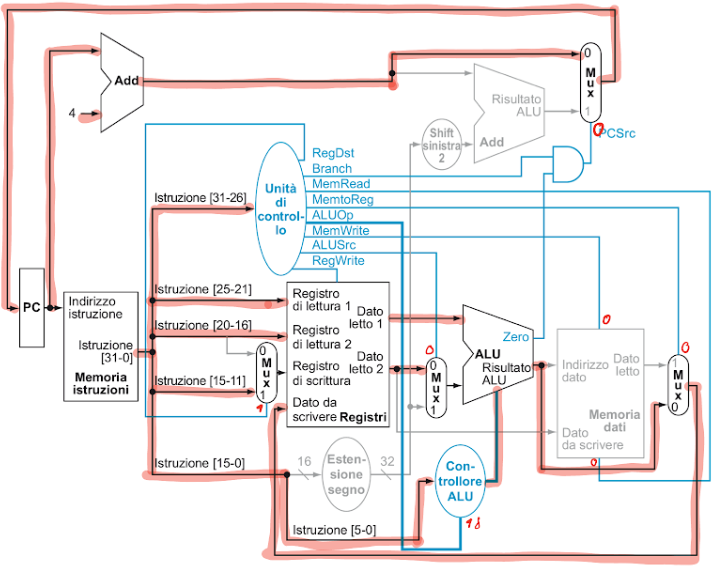 0
Add
M
u
x
Risultato
ALU
4
1
Shift
sinistra
2
Add
0
PCSrc
RegDst
Branch
MemRead
Istruzione [31-26]
Unità
di
control-
lo
MemtoReg
ALUOp
MemWrite
ALUSrc
RegWrite
PC
Indirizzo
istruzione
Istruzione
[31-0]
Memoria
istruzioni
Istruzione [25-21]
Istruzione [20-16]
Istruzione [15-11]
0
M
u
x
1
1
Registro
di lettura 1
Dato
letto 1
Registro
di lettura 2
Dato
letto 2
Registro
di scrittura
Dato da
scrivere
Registri
0
0
M
u
x
1
Zero
ALU
Risultato
ALU
0
Indirizzo
dato
Dato
letto
Memoria
dati
Dato
da scrivere
0
0
1
M
u
x
0
Istruzione [15-0]
16
Esten-
sione
segno
32
Con-
trollore
ALU
Istruzione [5-0]